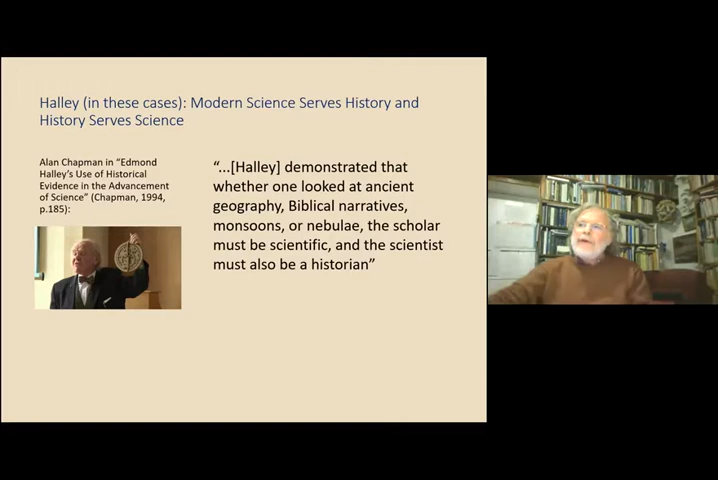 Halley (in these cases): Modern Science Serves History and
History Serves Science
Alan Chapman in “Edmond
Halley’s Use of Historical
Evidence in the Advancement
of Science” (Chapman, 1994,
p.185):
“...[Halley] demonstrated that
whether one looked at ancient
geography, Biblical narratives,
monsoons, or nebulae, the scholar
must be scientific, and the scientist
must also be a historian”